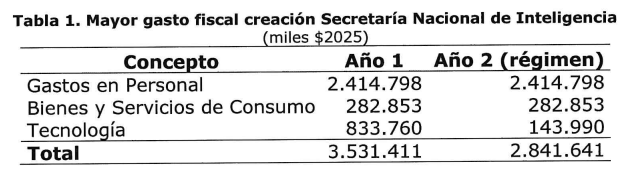 Tabla 1. Mayor gasto fiscal creación Secretaría Nacional de Inteligencia
(miles $2025)
Concepto Año 1 Año 2 (régimen)
Gastos en Personal 2.414.798 2.414.798
Bienes y Servicios de Consumo 282.853 282.853
Tecnología 833.760 143.990
Total 3.531.411 2.841.641